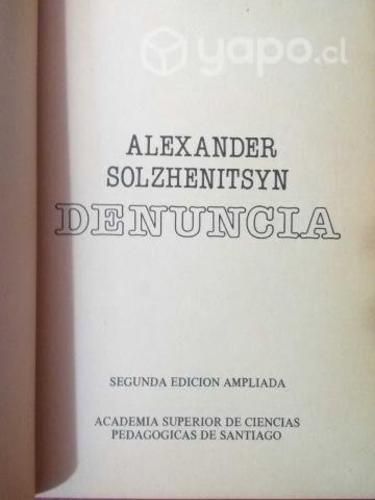 yapo.cl
ALEXANDER
SOLZHENITSYN
DENUNCIA
SEGUNDA EDICION AMPLIADA
ACADEMIA SUPERIOR DE CIENCIAS
PEDAGOGICAS DE SANTIAGO